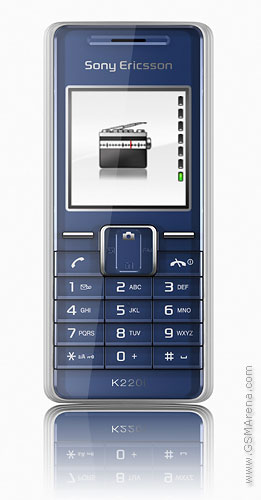 Sony Ericsson
1 2 ABC 3 DEF
4 GHI 5 JKL 6 MNO
7 PQRS 8 TUV 9 WXYZ
* a/A 0 + #
K220i
www.GSMArena.com